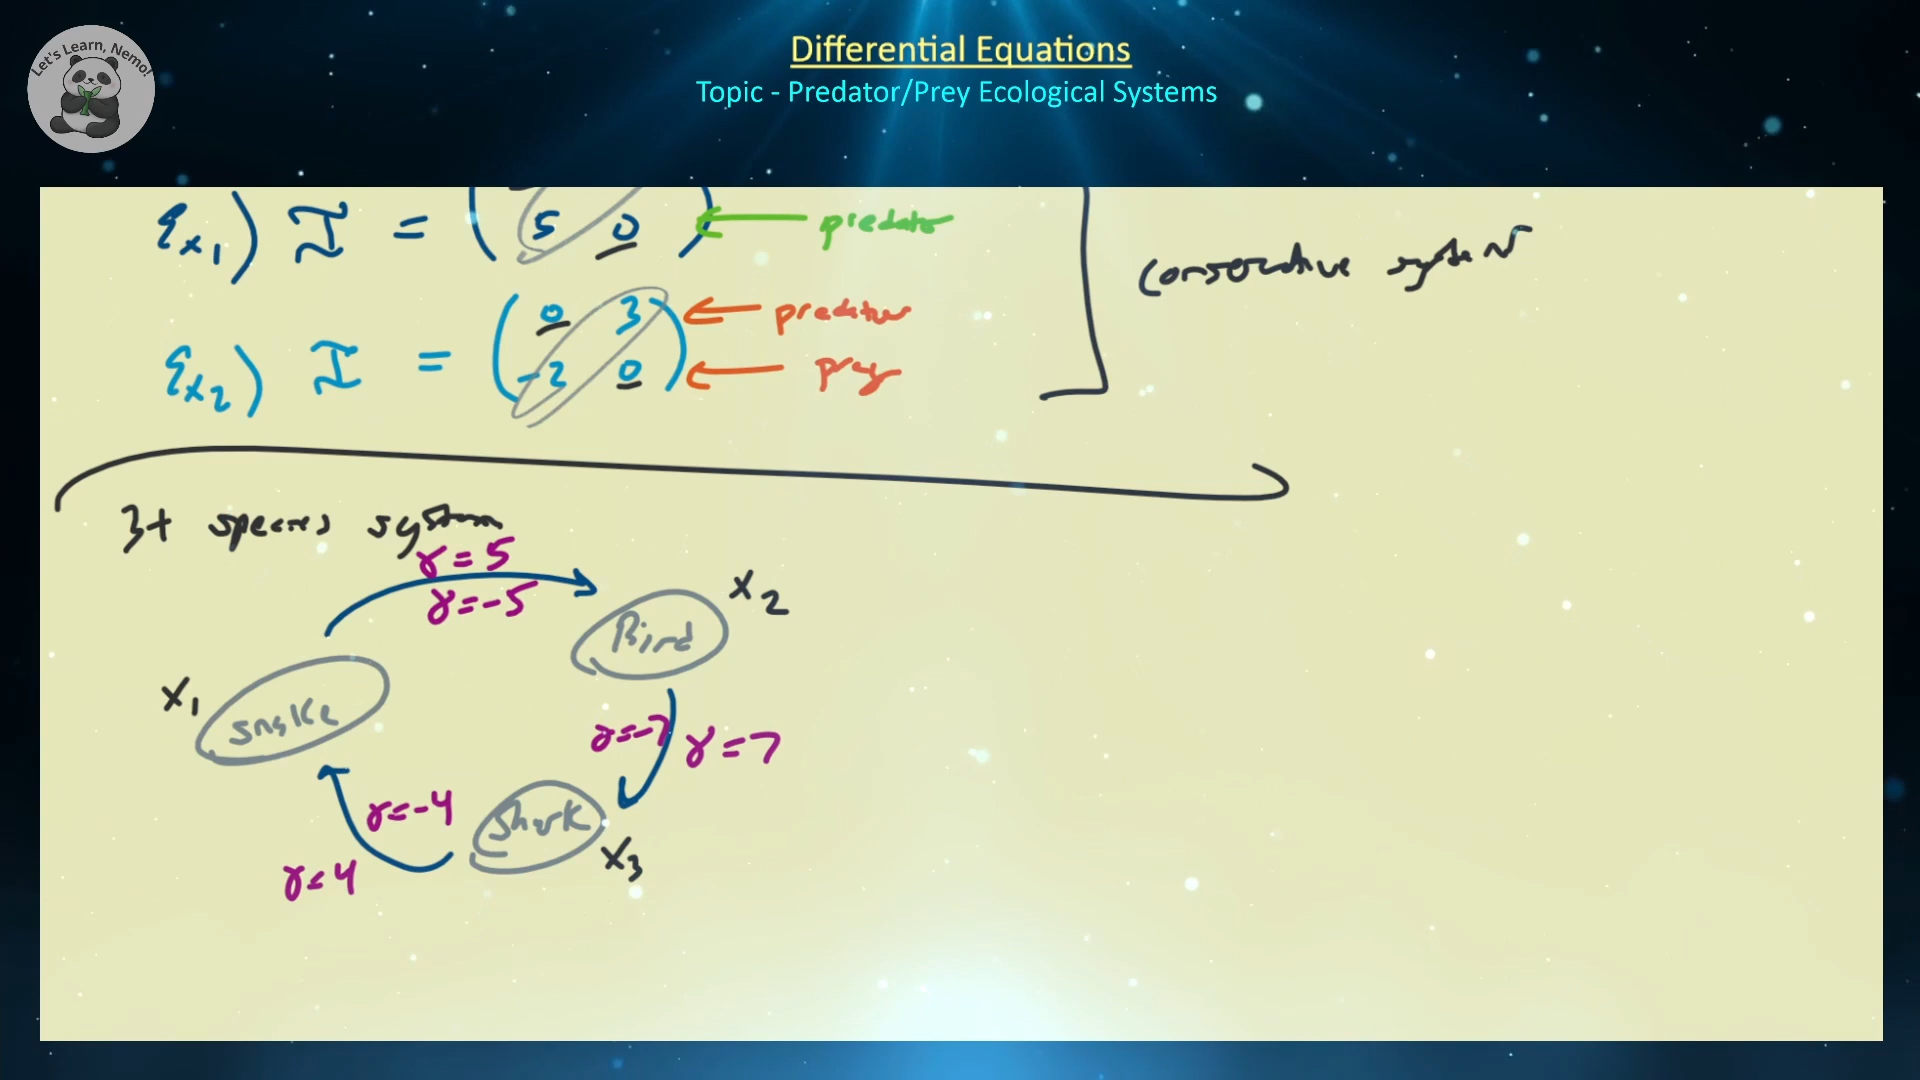 Let's Learn, Nemo!
Differential Equations
Topic - Predator/Prey Ecological Systems
Ex1) I = ( 5 0 ) ← predator
Ex2) I = ( 0 3 ) ← predator
-2 0 ← prey
conservative system
3+ species system
γ = 5
γ = -5
x2
Bird
x1
snake
γ = -7
γ = 7
γ = -4
shark
x3
γ = 4